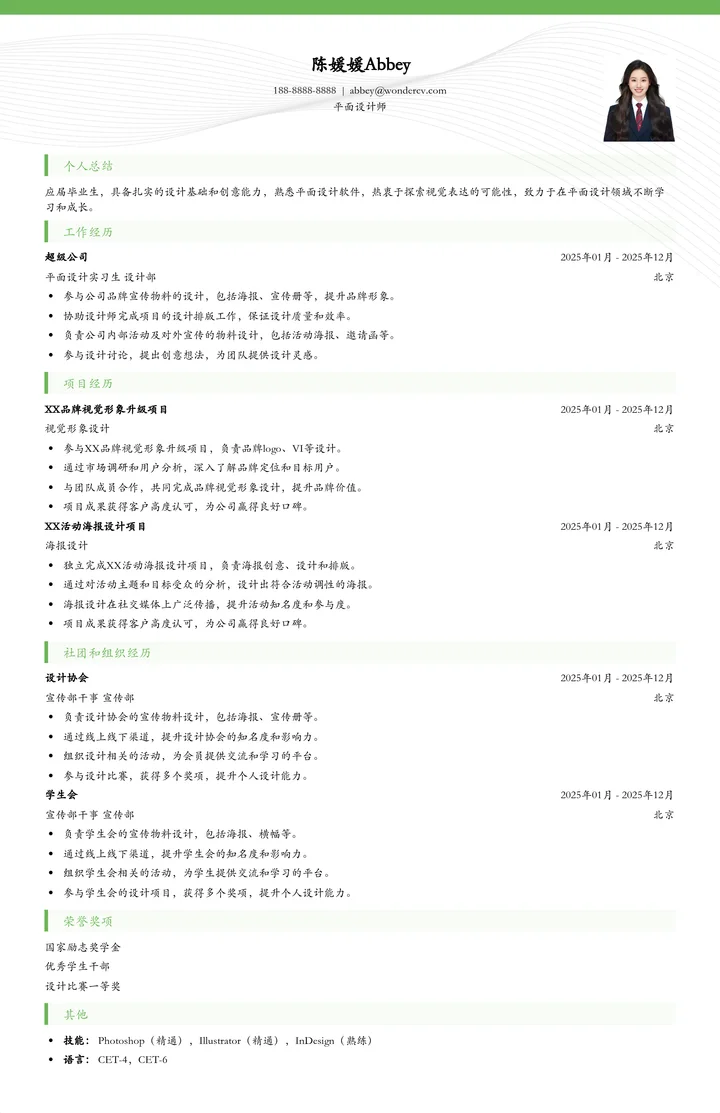 陈媛媛Abbey
188-8888-8888 | abbey@wondercv.com
平面设计师
个人总结
应届毕业生，具备扎实的设计基础和创意能力，熟悉平面设计软件，热衷于探索视觉表达的可能性，致力于在平面设计领域不断学
习和成长。
工作经历
超级公司 2025年01月 - 2025年12月
平面设计实习生 设计部 北京
• 参与公司品牌宣传物料的设计，包括海报、宣传册等，提升品牌形象。
• 协助设计师完成项目的设计排版工作，保证设计质量和效率。
• 负责公司内部活动及对外宣传的物料设计，包括活动海报、邀请函等。
• 参与设计讨论，提出创意想法，为团队提供设计灵感。
项目经历
XX品牌视觉形象升级项目 2025年01月 - 2025年12月
视觉形象设计 北京
• 参与XX品牌视觉形象升级项目，负责品牌logo、VI等设计。
• 通过市场调研和用户分析，深入了解品牌定位和目标用户。
• 与团队成员合作，共同完成品牌视觉形象设计，提升品牌价值。
• 项目成果获得客户高度认可，为公司赢得良好口碑。
XX活动海报设计项目 2025年01月 - 2025年12月
海报设计 北京
• 独立完成XX活动海报设计项目，负责海报创意、设计和排版。
• 通过对活动主题和目标受众的分析，设计出符合活动调性的海报。
• 海报设计在社交媒体上广泛传播，提升活动知名度和参与度。
• 项目成果获得客户高度认可，为公司赢得良好口碑。
社团和组织经历
设计协会 2025年01月 - 2025年12月
宣传部干事 宣传部 北京
• 负责设计协会的宣传物料设计，包括海报、宣传册等。
• 通过线上线下渠道，提升设计协会的知名度和影响力。
• 组织设计相关的活动，为会员提供交流和学习的平台。
• 参与设计比赛，获得多个奖项，提升个人设计能力。
学生会 2025年01月 - 2025年12月
宣传部干事 宣传部 北京
• 负责学生会的宣传物料设计，包括海报、横幅等。
• 通过线上线下渠道，提升学生会的知名度和影响力。
• 组织学生会相关的活动，为学生提供交流和学习的平台。
• 参与学生会的设计项目，获得多个奖项，提升个人设计能力。
荣誉奖项
国家励志奖学金
优秀学生干部
设计比赛一等奖
其他
• 技能： Photoshop（精通），Illustrator（精通），InDesign（熟练）
• 语言： CET-4，CET-6